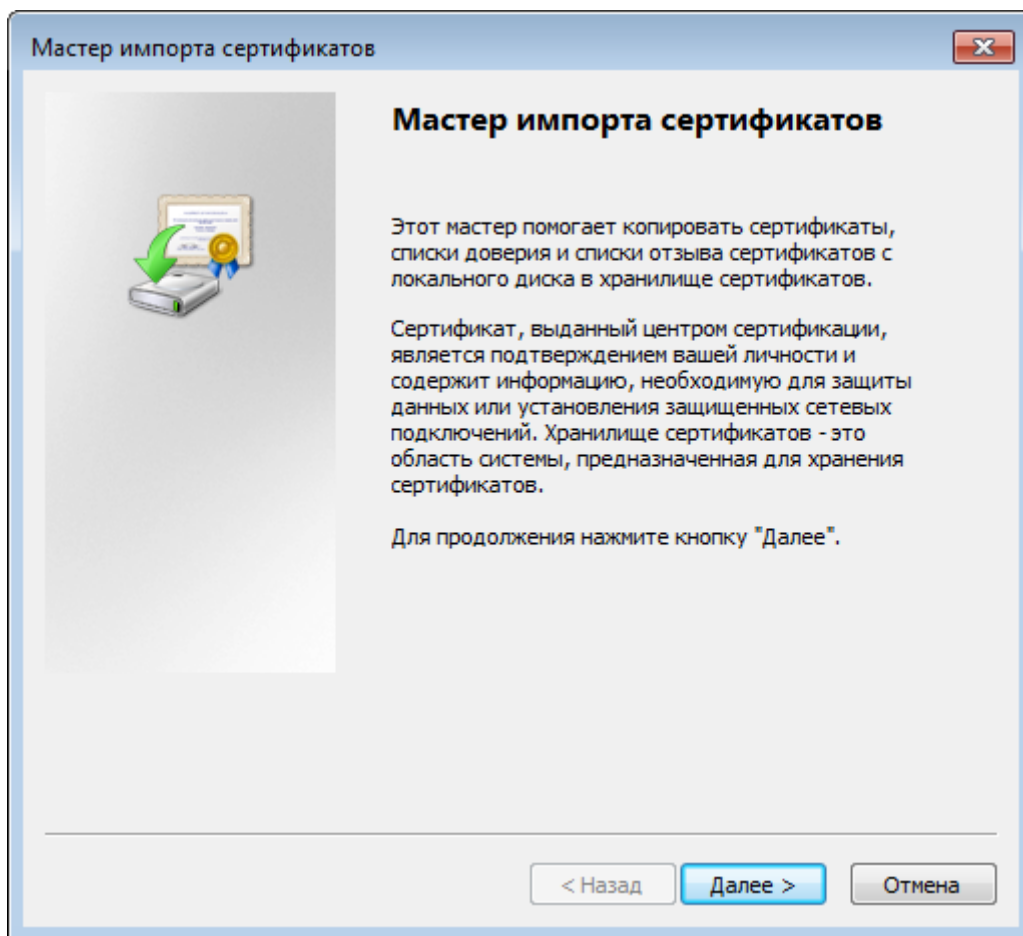 Мастер импорта сертификатов
Мастер импорта сертификатов
Этот мастер помогает копировать сертификаты,
списки доверия и списки отзыва сертификатов с
локального диска в хранилище сертификатов.
Сертификат, выданный центром сертификации,
является подтверждением вашей личности и
содержит информацию, необходимую для защиты
данных или установления защищенных сетевых
подключений. Хранилище сертификатов - это
область системы, предназначенная для хранения
сертификатов.
Для продолжения нажмите кнопку "Далее".
< Назад
Далее >
Отмена